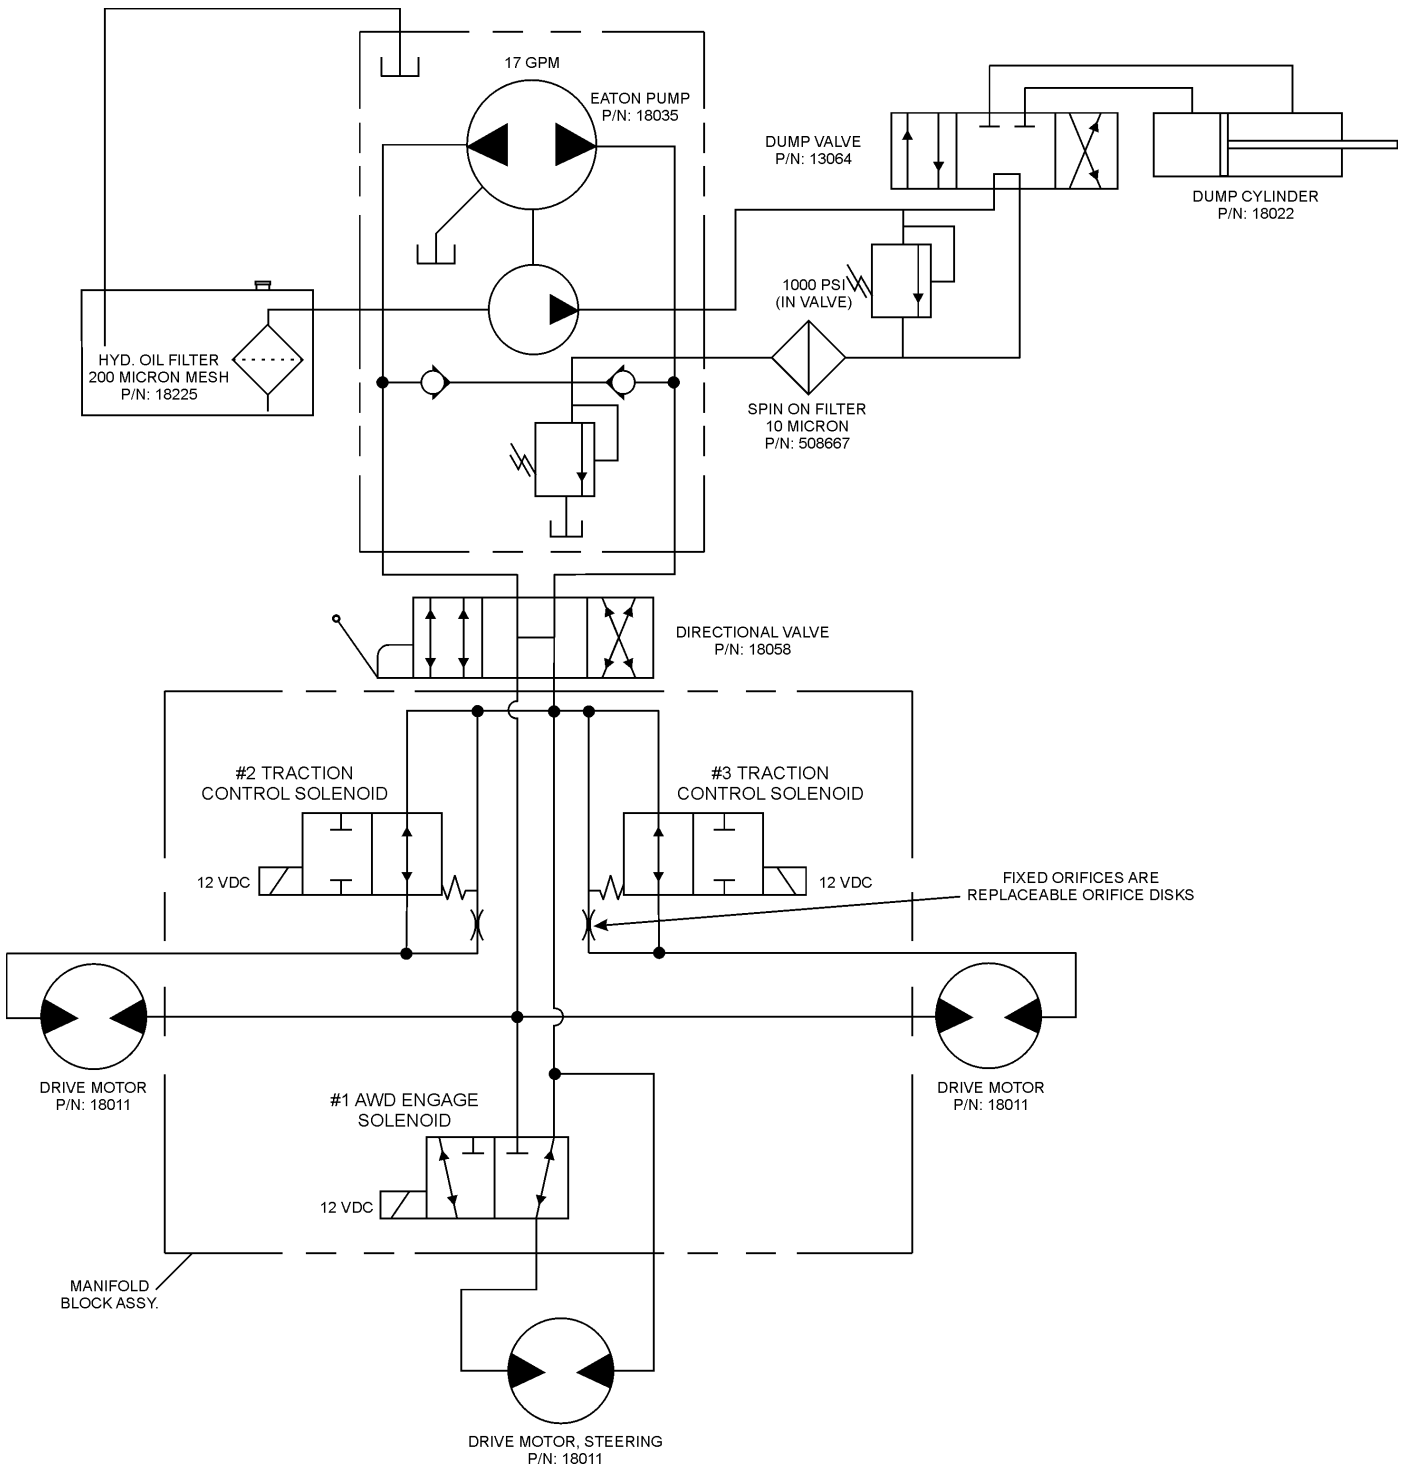 17 GPM
EATON PUMP
P/N: 18035
DUMP VALVE
P/N: 13064
DUMP CYLINDER
P/N: 18022
1000 PSI
(IN VALVE)
HYD. OIL FILTER
200 MICRON MESH
P/N: 18225
SPIN ON FILTER
10 MICRON
P/N: 508667
DIRECTIONAL VALVE
P/N: 18058
#2 TRACTION
CONTROL SOLENOID
#3 TRACTION
CONTROL SOLENOID
12 VDC
12 VDC
FIXED ORIFICES ARE
REPLACEABLE ORIFICE DISKS
DRIVE MOTOR
P/N: 18011
DRIVE MOTOR
P/N: 18011
#1 AWD ENGAGE
SOLENOID
12 VDC
MANIFOLD
BLOCK ASSY.
DRIVE MOTOR, STEERING
P/N: 18011